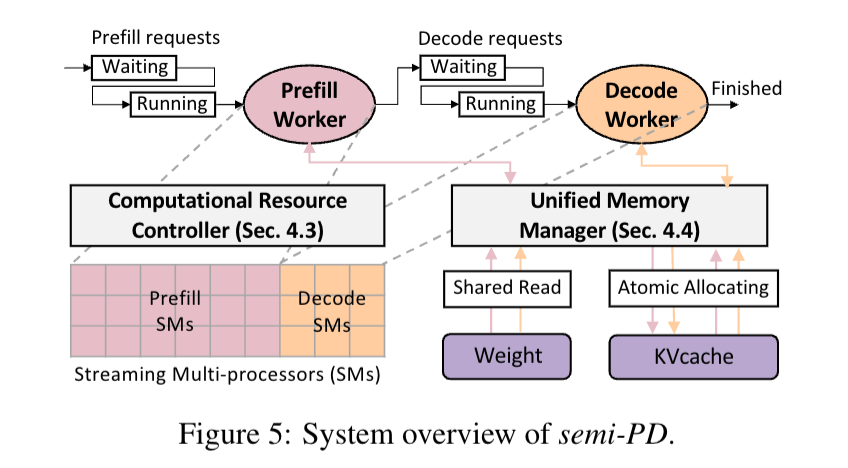 Prefill requests
Waiting
Running
Prefill
Worker
Decode requests
Waiting
Running
Decode
Worker
Finished
Computational Resource
Controller (Sec. 4.3)
Unified Memory
Manager (Sec. 4.4)
Prefill
SMs
Decode
SMs
Streaming Multi-processors (SMs)
Shared Read
Atomic Allocating
Weight
KVcache
Figure 5: System overview of semi-PD.